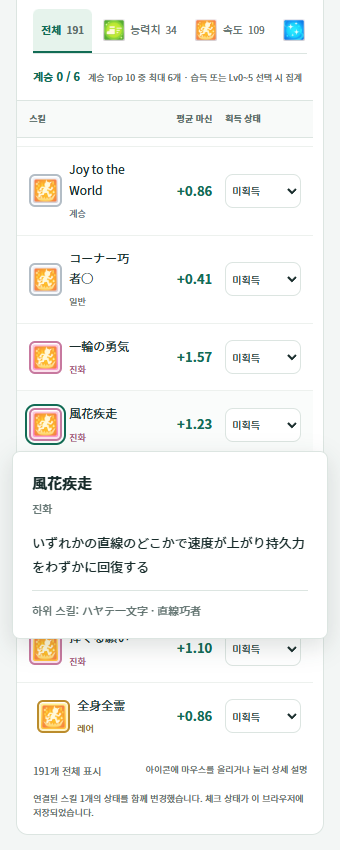 전체 191
능력치 34
속도 109
계승 0 / 6 계승 Top 10 중 최대 6개 · 습득 또는 Lv0~5 선택 시 집계
스킬 평균 마신 획득 상태
Joy to the
World
계승
+0.86
미획득
コーナー巧
者〇
일반
+0.41
미획득
一輪の勇気
진화
+1.57
미획득
風花疾走
진화
+1.23
미획득
風花疾走
진화
いずれかの直線のどこかで速度が上がり持久力
をわずかに回復する
하위 스킬: ハヤテ一文字 · 直線巧者
진화
+1.10
미획득
全身全霊
레어
+0.86
미획득
191개 전체 표시
아이콘에 마우스를 올리거나 눌러 상세 설명
연결된 스킬 1개의 상태를 함께 변경했습니다. 체크 상태가 이 브라우저에
저장되었습니다.